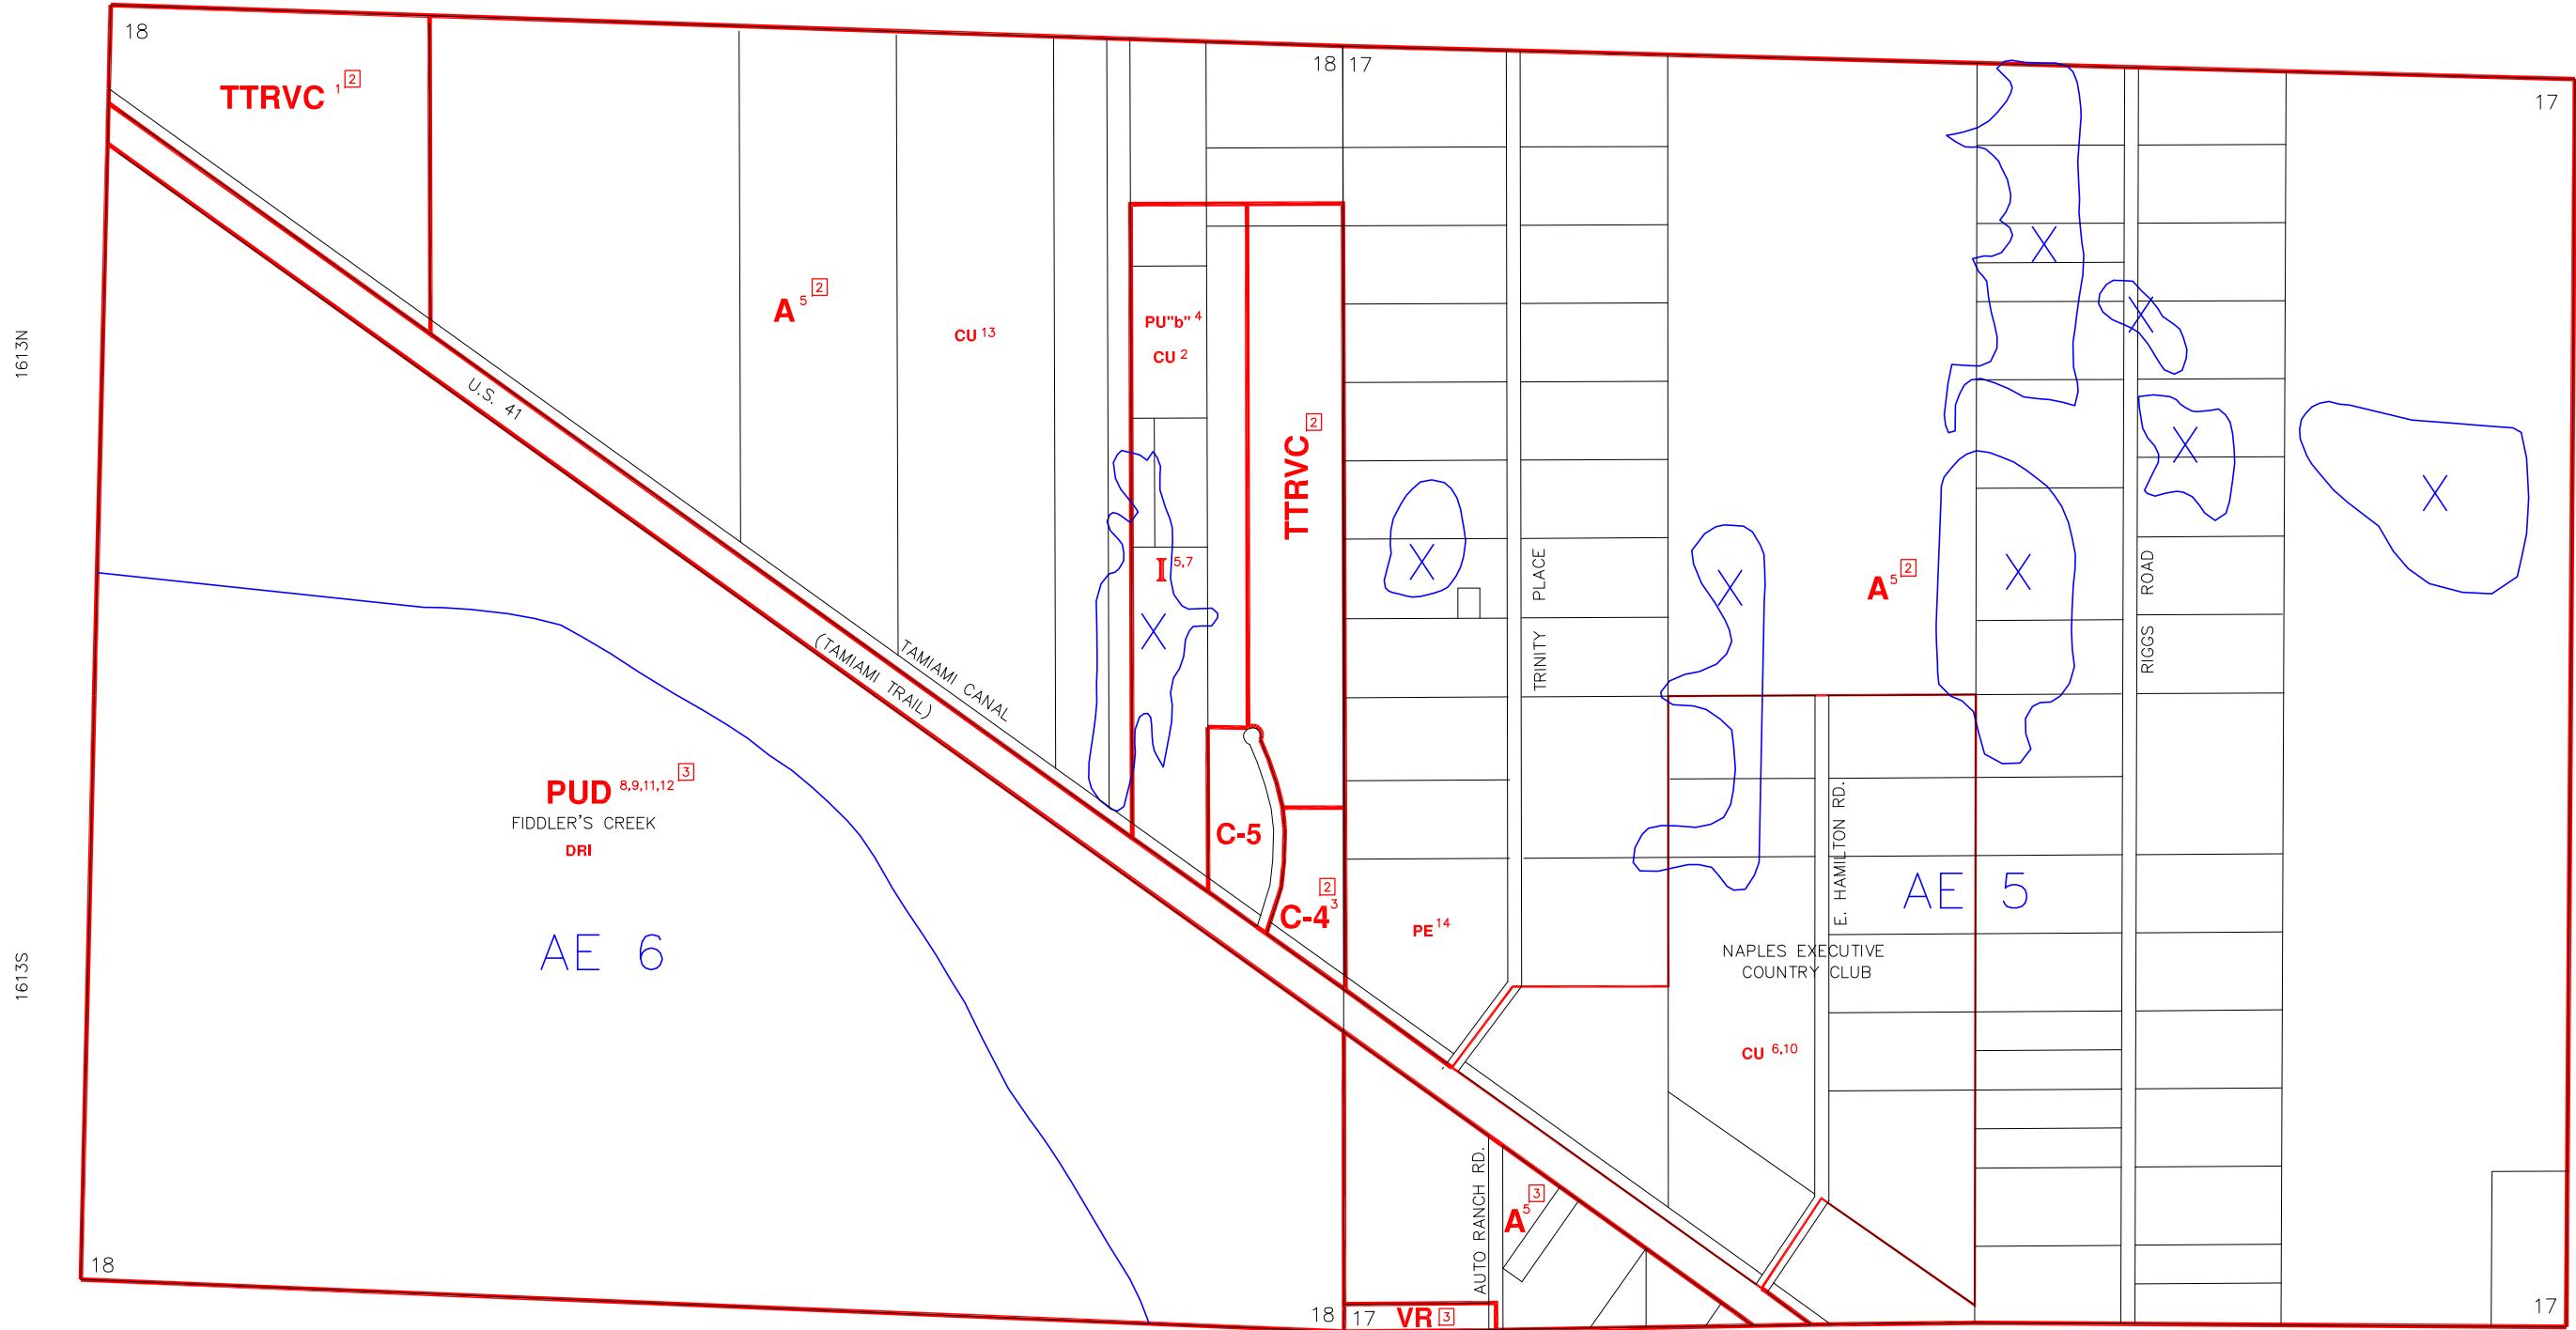 18
TTRVC 1 2
18 17
17
1613N
U.S. 41
A 5 2
CU 13
PU"b" 4
CU 2
TTRVC 2
I 5,7
X
X
X
X
X
X
X
X
TRINITY PLACE
A 5 2
RIGGS ROAD
(TAMIAMI TRAIL)
TAMIAMI CANAL
PUD 8,9,11,12 3
FIDDLER'S CREEK
DRI
C-5
C-4 3 2
PE 14
E. HAMILTON RD.
AE 5
NAPLES EXECUTIVE
COUNTRY CLUB
AE 6
1613S
CU 6,10
AUTO RANCH RD.
A 5 3
18
18 17
VR 3
17